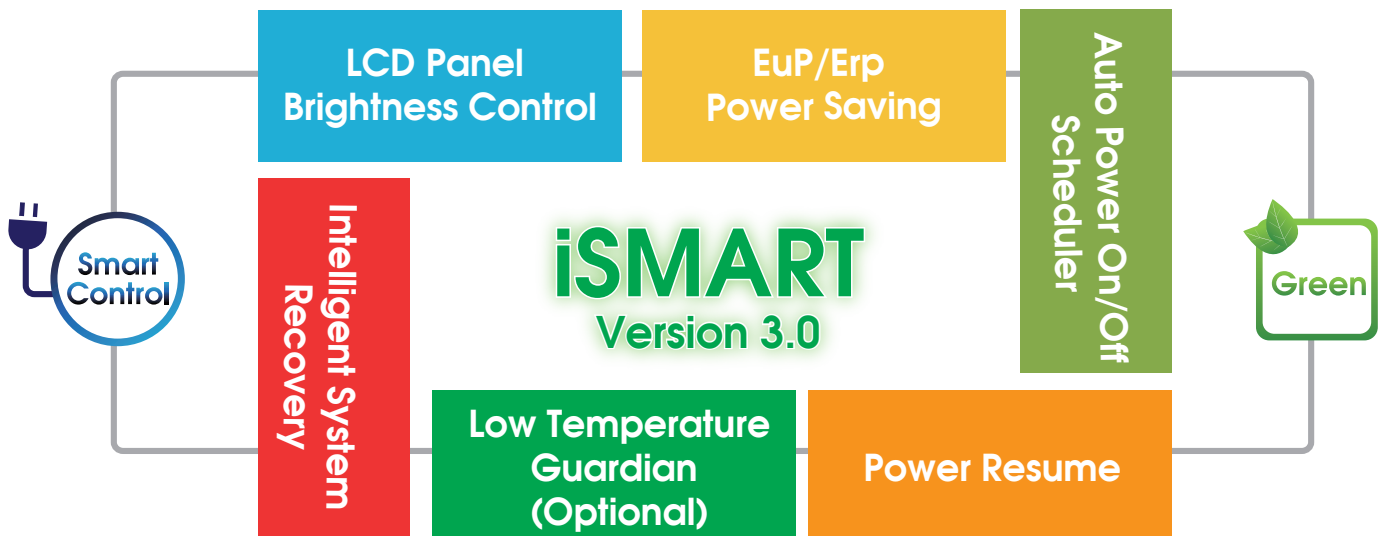 LCD Panel
Brightness Control
EuP/Erp
Power Saving
Auto Power On/Off
Scheduler
Smart
Control
Intelligent System
Recovery
iSMART
Version 3.0
Green
Low Temperature
Guardian
(Optional)
Power Resume